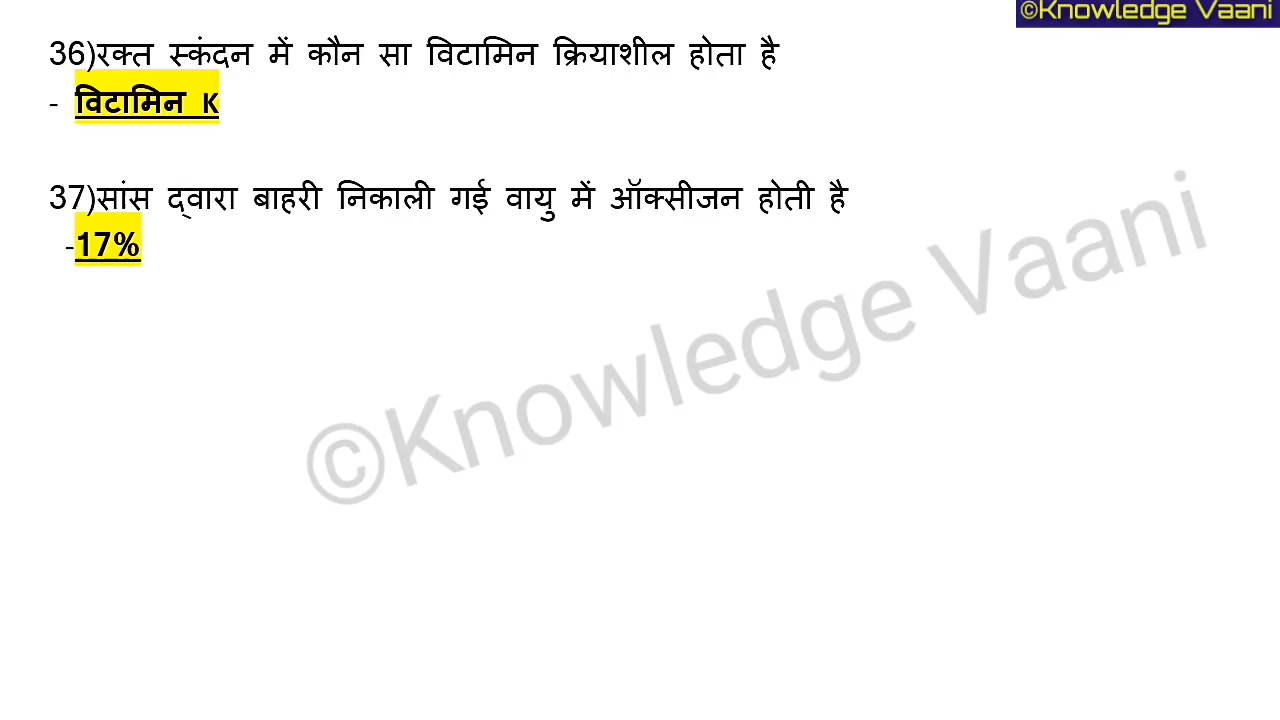 ©Knowledge Vaani
36)रक्त स्कंदन में कौन सा विटामिन क्रियाशील होता है
- विटामिन K
37)सांस द्वारा बाहरी निकाली गई वायु में ऑक्सीजन होती है
-17%
©Knowledge Vaani